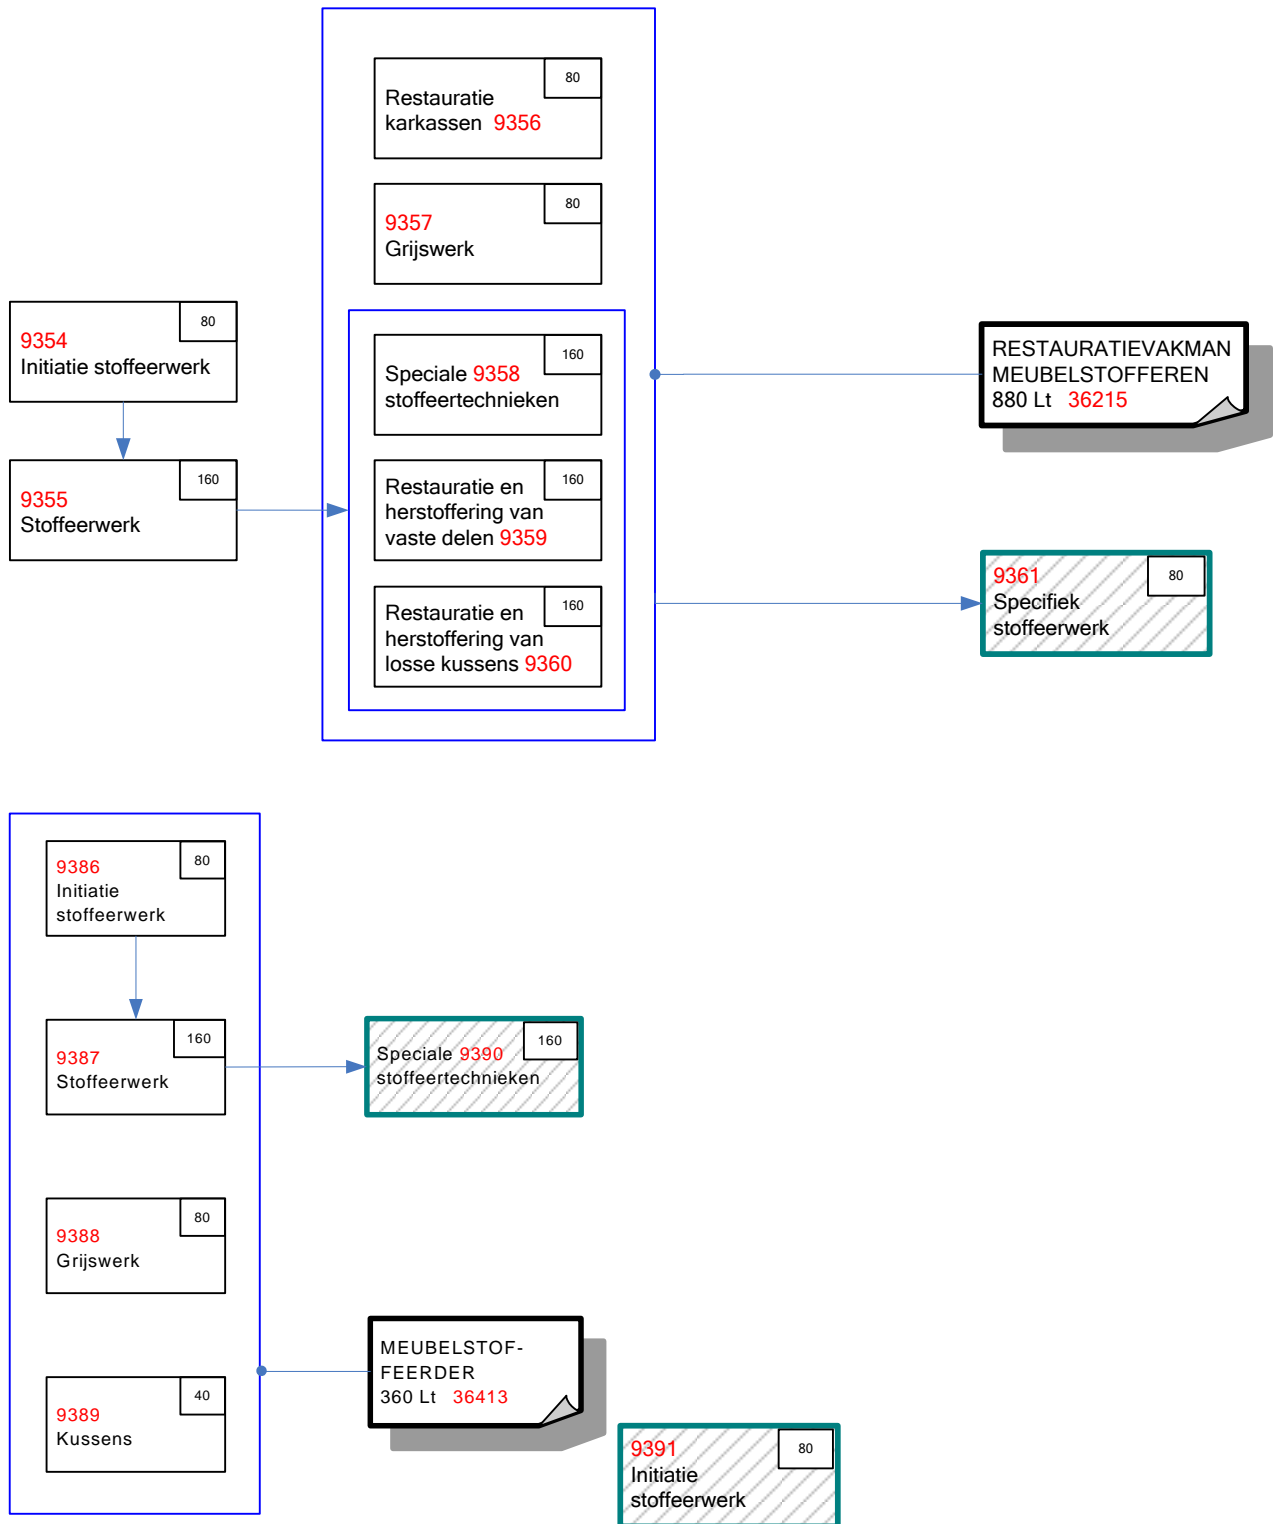 80
Restauratie
karkassen 9356
80
9357
Grijswerk
80
9354
Initiatie stoffeerwerk
160
9355
Stoffeerwerk
160
Speciale 9358
stoffeertechnieken
160
Restauratie en
herstoffering van
vaste delen 9359
160
Restauratie en
herstoffering van
losse kussens 9360
RESTAURATIEVAKMAN
MEUBELSTOFFEREN
880 Lt 36215
80
9361
Specifiek
stoffeerwerk
80
9386
Initiatie
stoffeerwerk
160
9387
Stoffeerwerk
160
Speciale 9390
stoffeertechnieken
80
9388
Grijswerk
40
9389
Kussens
MEUBELSTOF-
FEERDER
360 Lt 36413
80
9391
Initiatie
stoffeerwerk